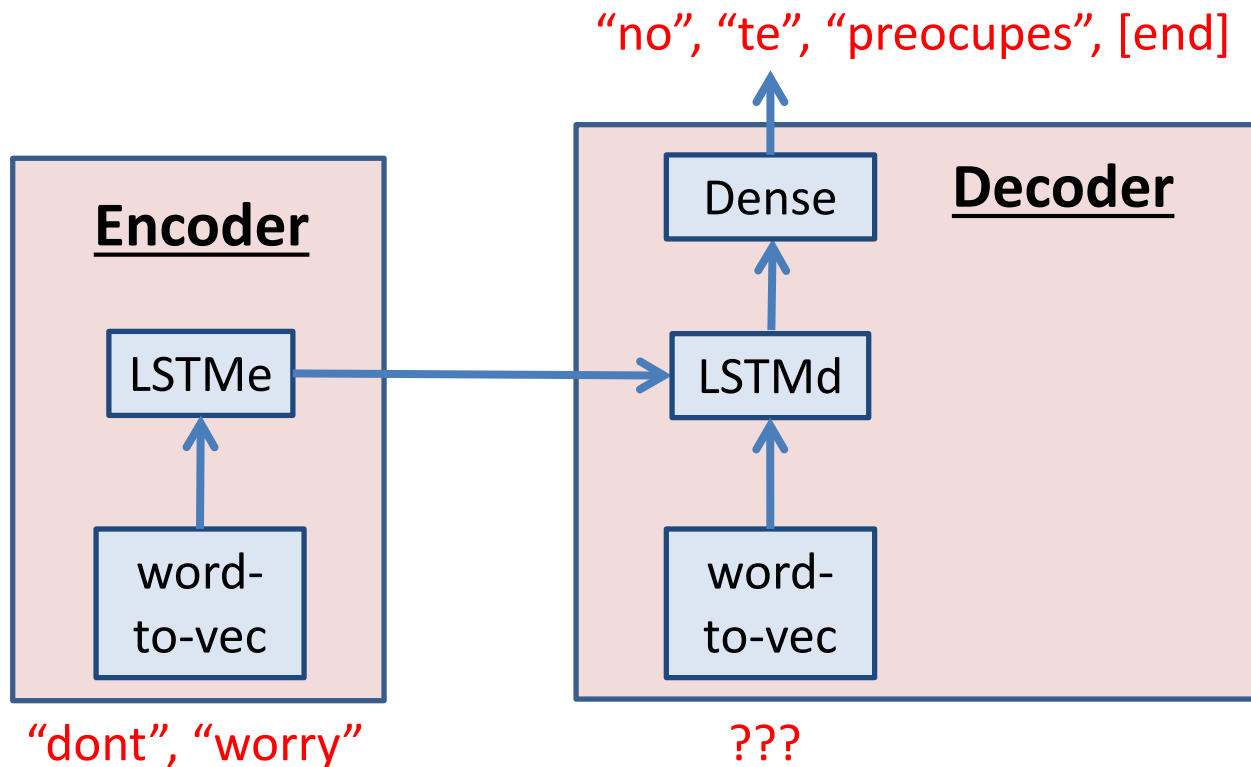 “no”, “te”, “preocupes”, [end]
Encoder
LSTMe
word-
to-vec
“dont”, “worry”
Decoder
Dense
LSTMd
word-
to-vec
???